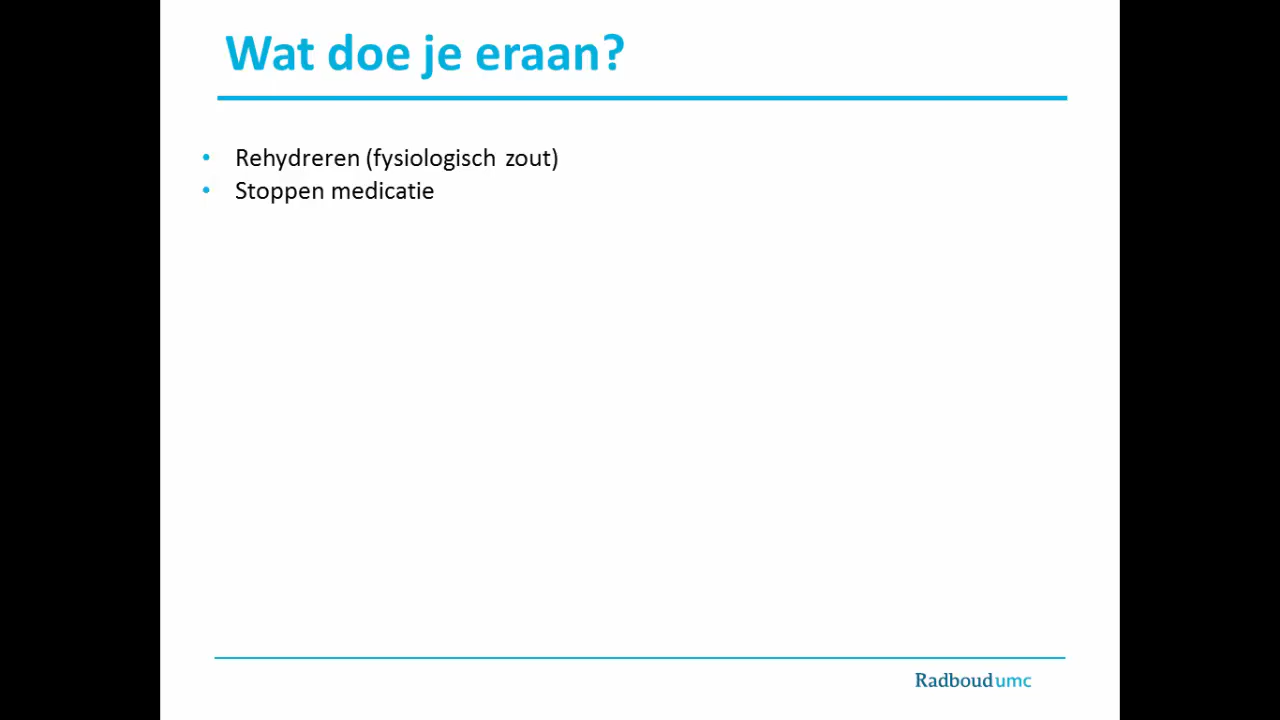 Wat doe je eraan?
• Rehydreren (fysiologisch zout)
• Stoppen medicatie
Radboudumc